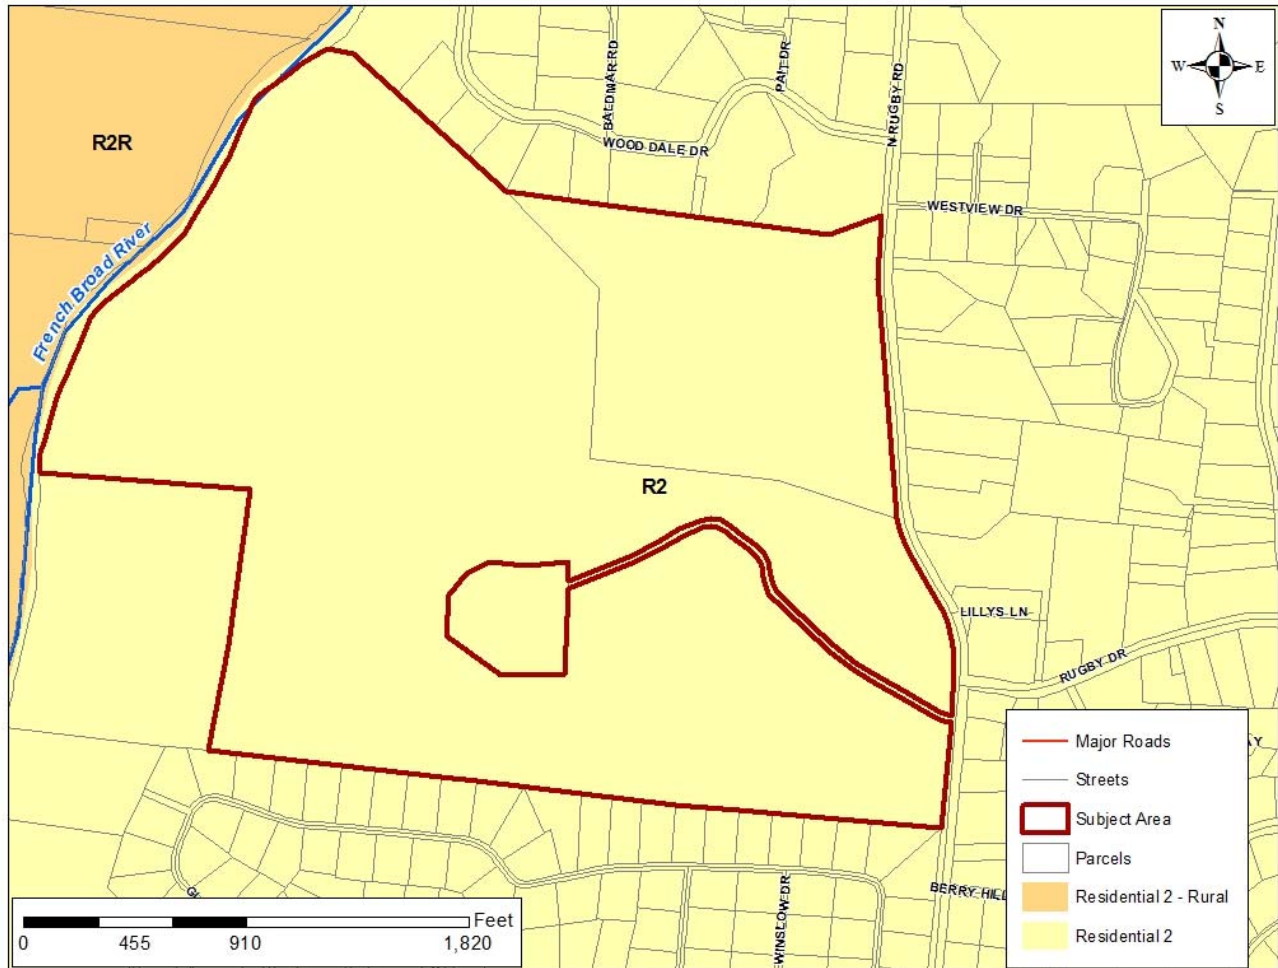 N
W E
S
BALDMAR RD
PAIT DR
N RUGBY RD
WOOD DALE DR
R2R
WESTVIEW DR
French Broad River
R2
LILLYS LN
RUGBY DR
Major Roads
AY
Streets
Subject Area
Parcels
BERRY HILL
Residential 2 - Rural
WINSLOW DR
Residential 2
Feet
0 455 910 1,820